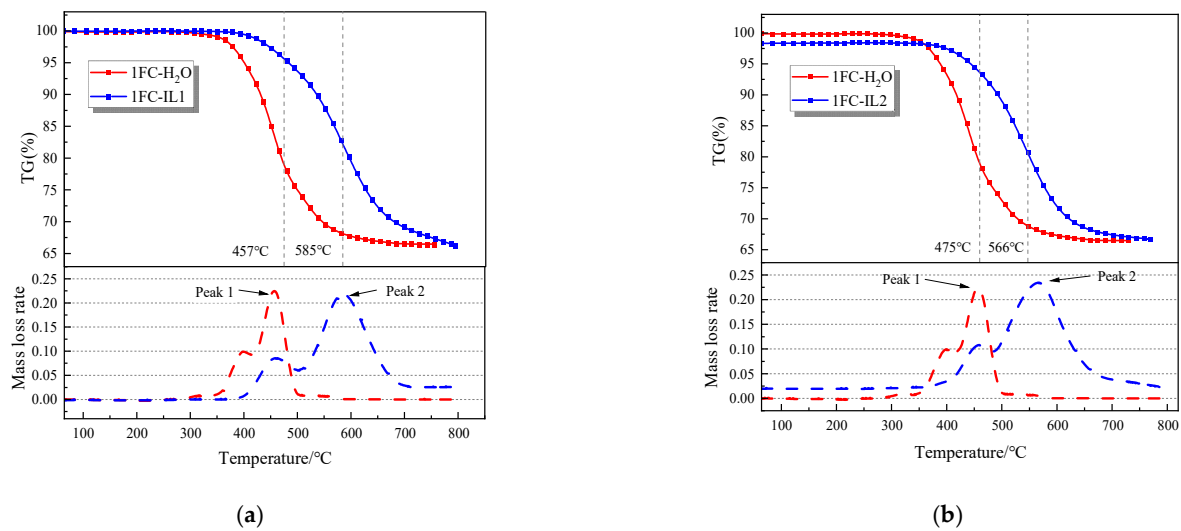 100
95
90
85
80
75
70
65
TG(%)
1FC-H₂O
1FC-IL1
457℃
585℃
0.25
0.20
0.15
0.10
0.05
0.00
Mass loss rate
Peak 1
Peak 2
100 200 300 400 500 600 700 800
Temperature/℃
(a)
100
95
90
85
80
75
70
65
TG(%)
1FC-H₂O
1FC-IL2
475℃
566℃
0.25
0.20
0.15
0.10
0.05
0.00
Mass loss rate
Peak 1
Peak 2
100 200 300 400 500 600 700 800
Temperature/℃
(b)